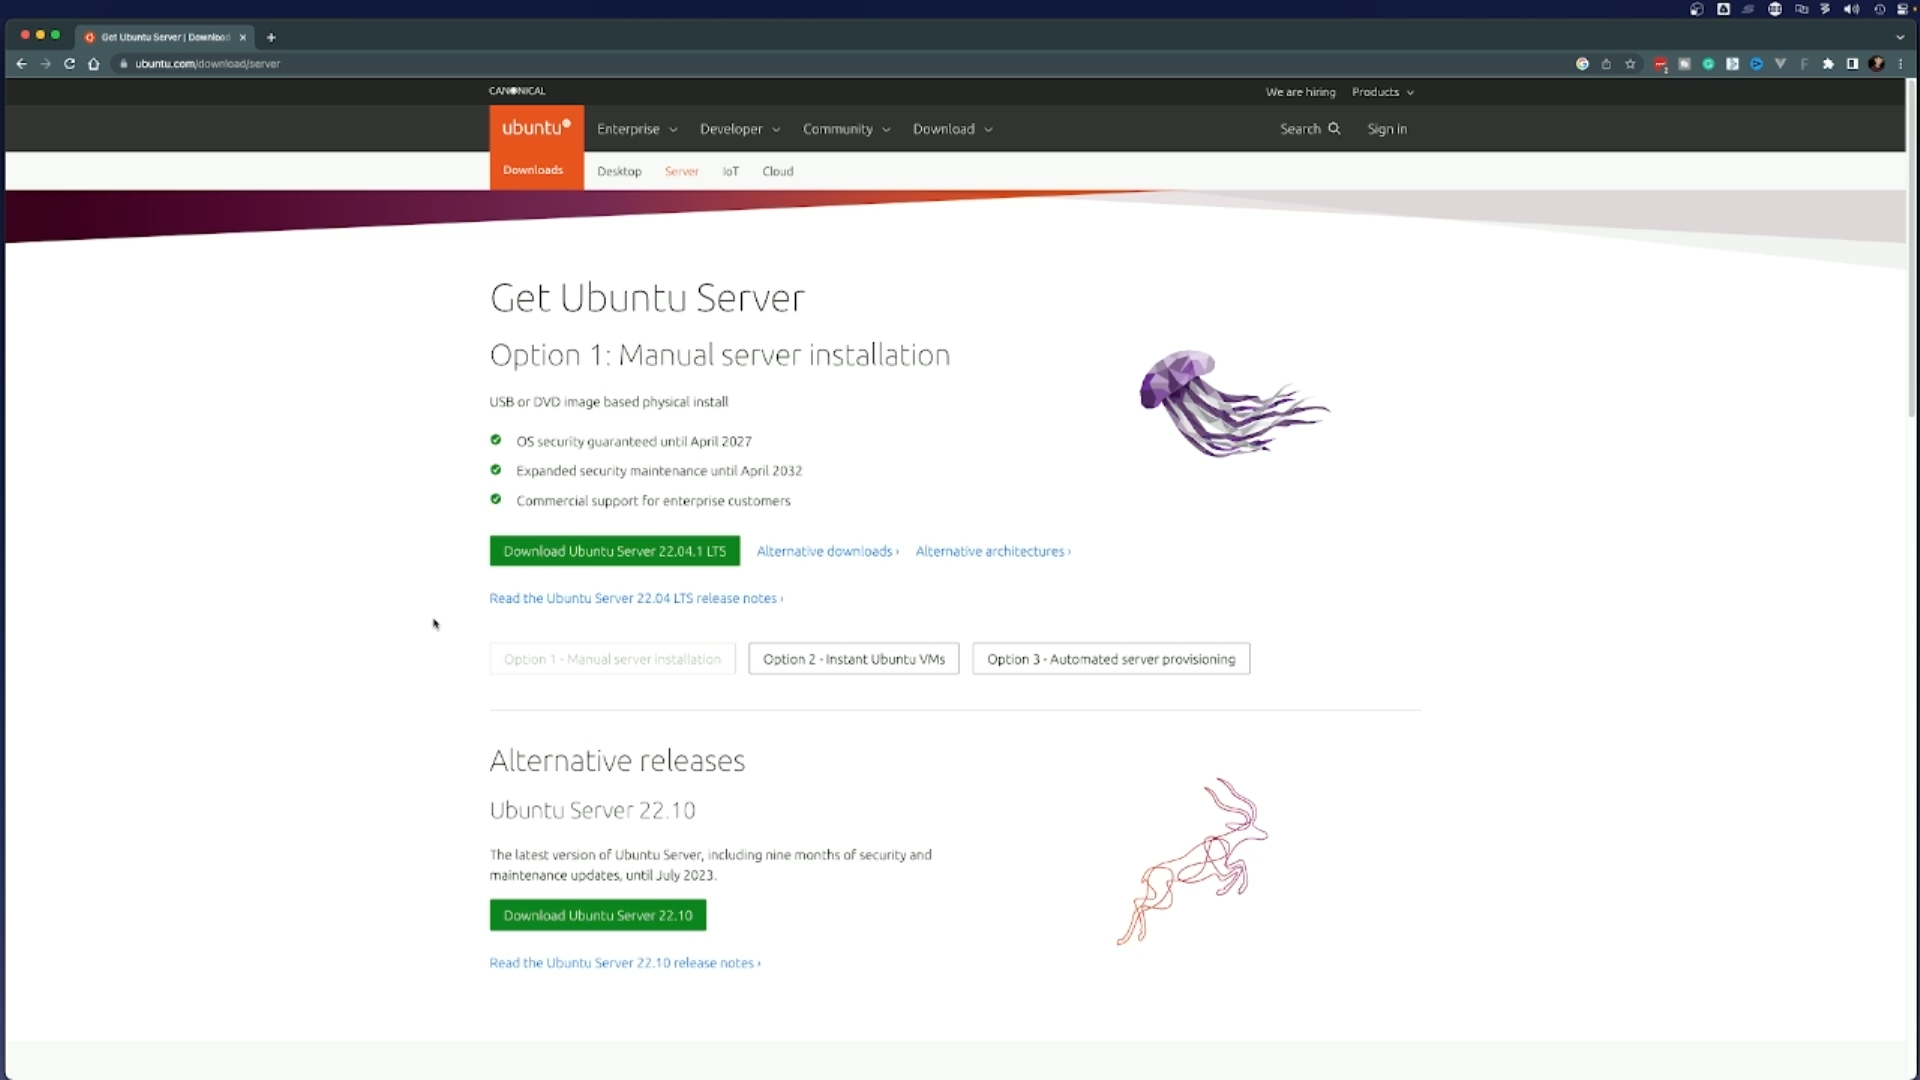 Get Ubuntu Server | Download
ubuntu.com/download/server
CANONICAL
We are hiring
Products
ubuntu
Enterprise
Developer
Community
Download
Search
Sign in
Downloads
Desktop
Server
IoT
Cloud
Get Ubuntu Server
Option 1: Manual server installation
USB or DVD image based physical install
OS security guaranteed until April 2027
Expanded security maintenance until April 2032
Commercial support for enterprise customers
Download Ubuntu Server 22.04.1 LTS
Alternative downloads ›
Alternative architectures ›
Read the Ubuntu Server 22.04 LTS release notes ›
Option 1 - Manual server installation
Option 2 - Instant Ubuntu VMs
Option 3 - Automated server provisioning
Alternative releases
Ubuntu Server 22.10
The latest version of Ubuntu Server, including nine months of security and
maintenance updates, until July 2023.
Download Ubuntu Server 22.10
Read the Ubuntu Server 22.10 release notes ›